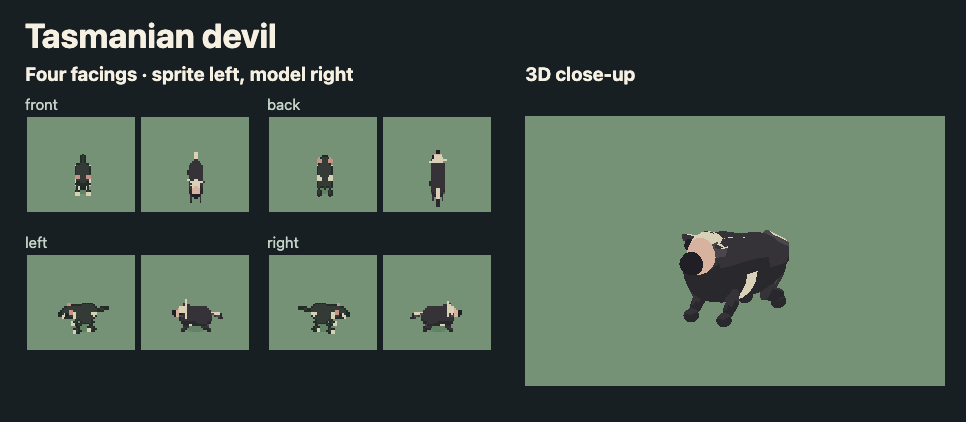 Tasmanian devil
Four facings · sprite left, model right
3D close-up
front
back
left
right